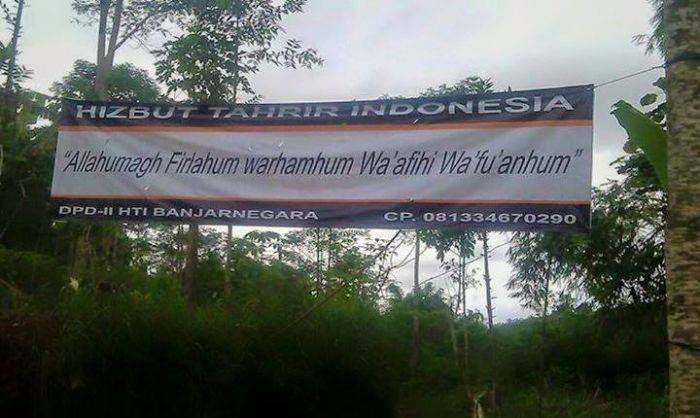 HIZBUT TAHRIR INDONESIA
"Allahumagh Firlahum warhamhum Wa'afihi Wa'fu'anhum"
DPD-II HTI BANJARNEGARA CP. 081334670290